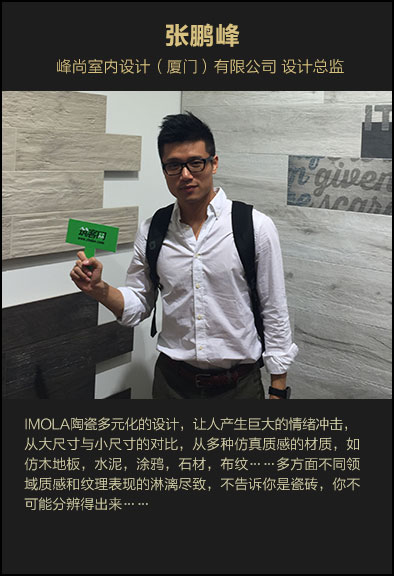 张鹏峰
峰尚室内设计（厦门）有限公司 设计总监
IT
given
scar
IMOLA陶瓷多元化的设计，让人产生巨大的情绪冲击，
从大尺寸与小尺寸的对比，从多种仿真质感的材质，如
仿木地板，水泥，涂鸦，石材，布纹……多方面不同领
域质感和纹理表现的淋漓尽致，不告诉你是瓷砖，你不
可能分辨得出来……